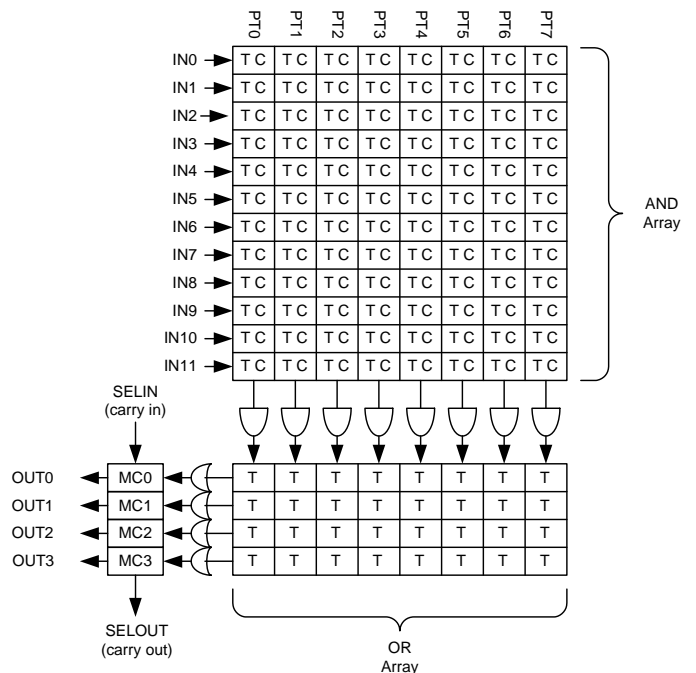 PT0 PT1 PT2 PT3 PT4 PT5 PT6 PT7
IN0 T C T C T C T C T C T C T C T C
IN1 T C T C T C T C T C T C T C T C
IN2 T C T C T C T C T C T C T C T C
IN3 T C T C T C T C T C T C T C T C
IN4 T C T C T C T C T C T C T C T C
IN5 T C T C T C T C T C T C T C T C
IN6 T C T C T C T C T C T C T C T C
IN7 T C T C T C T C T C T C T C T C
IN8 T C T C T C T C T C T C T C T C
IN9 T C T C T C T C T C T C T C T C
IN10 T C T C T C T C T C T C T C T C
IN11 T C T C T C T C T C T C T C T C
AND
Array
SELIN
(carry in)
OUT0 MC0 T T T T T T T T
OUT1 MC1 T T T T T T T T
OUT2 MC2 T T T T T T T T
OUT3 MC3 T T T T T T T T
SELOUT
(carry out)
OR
Array